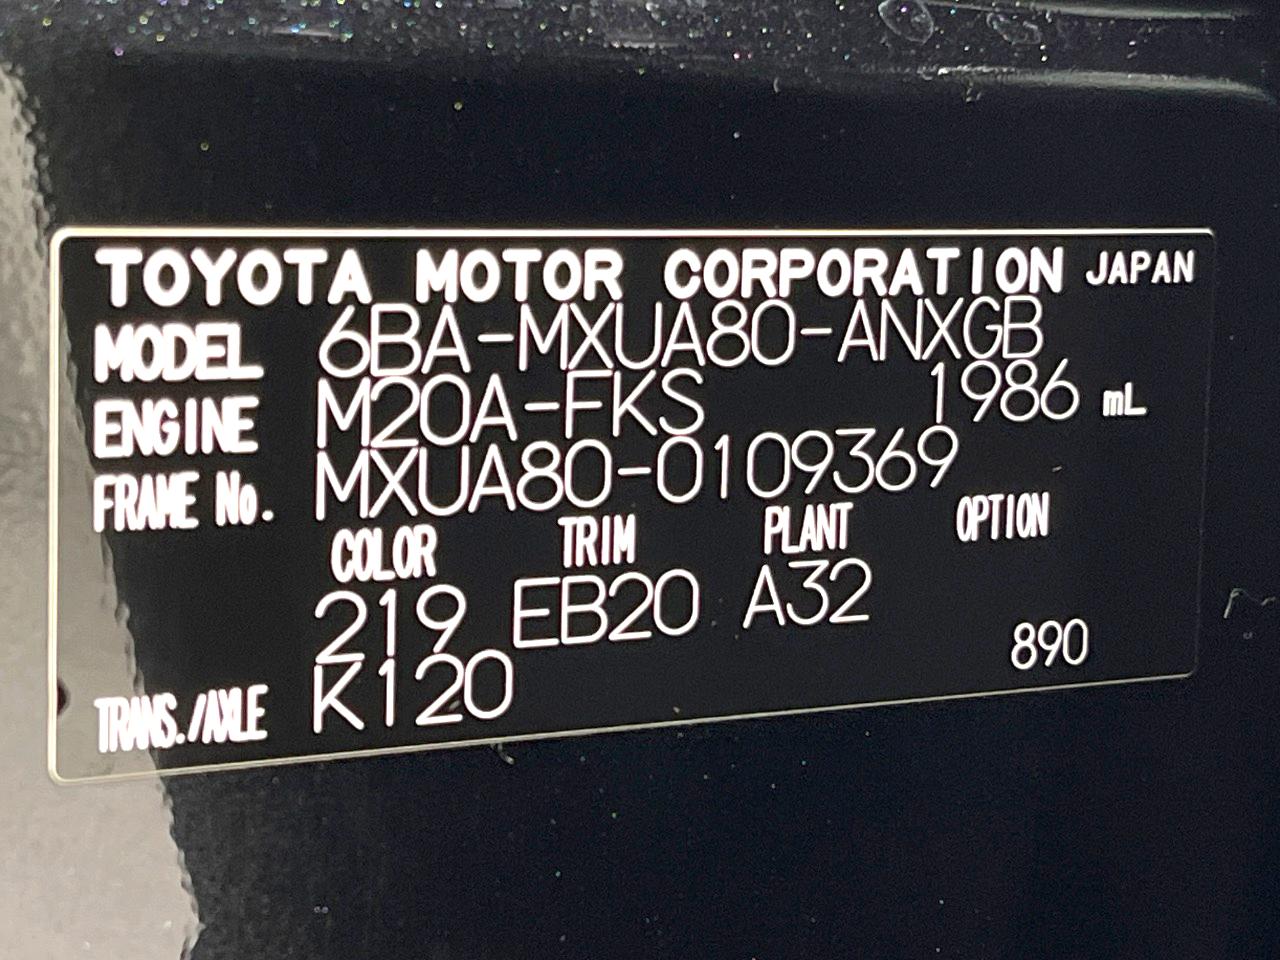 TOYOTA MOTOR CORPORATION JAPAN
MODEL 6BA-MXUA80-ANXGB
ENGINE M20A-FKS 1986 mL
FRAME No. MXUA80-0109369
COLOR TRIM PLANT OPTION
219 EB20 A32
TRANS./AXLE K120 890